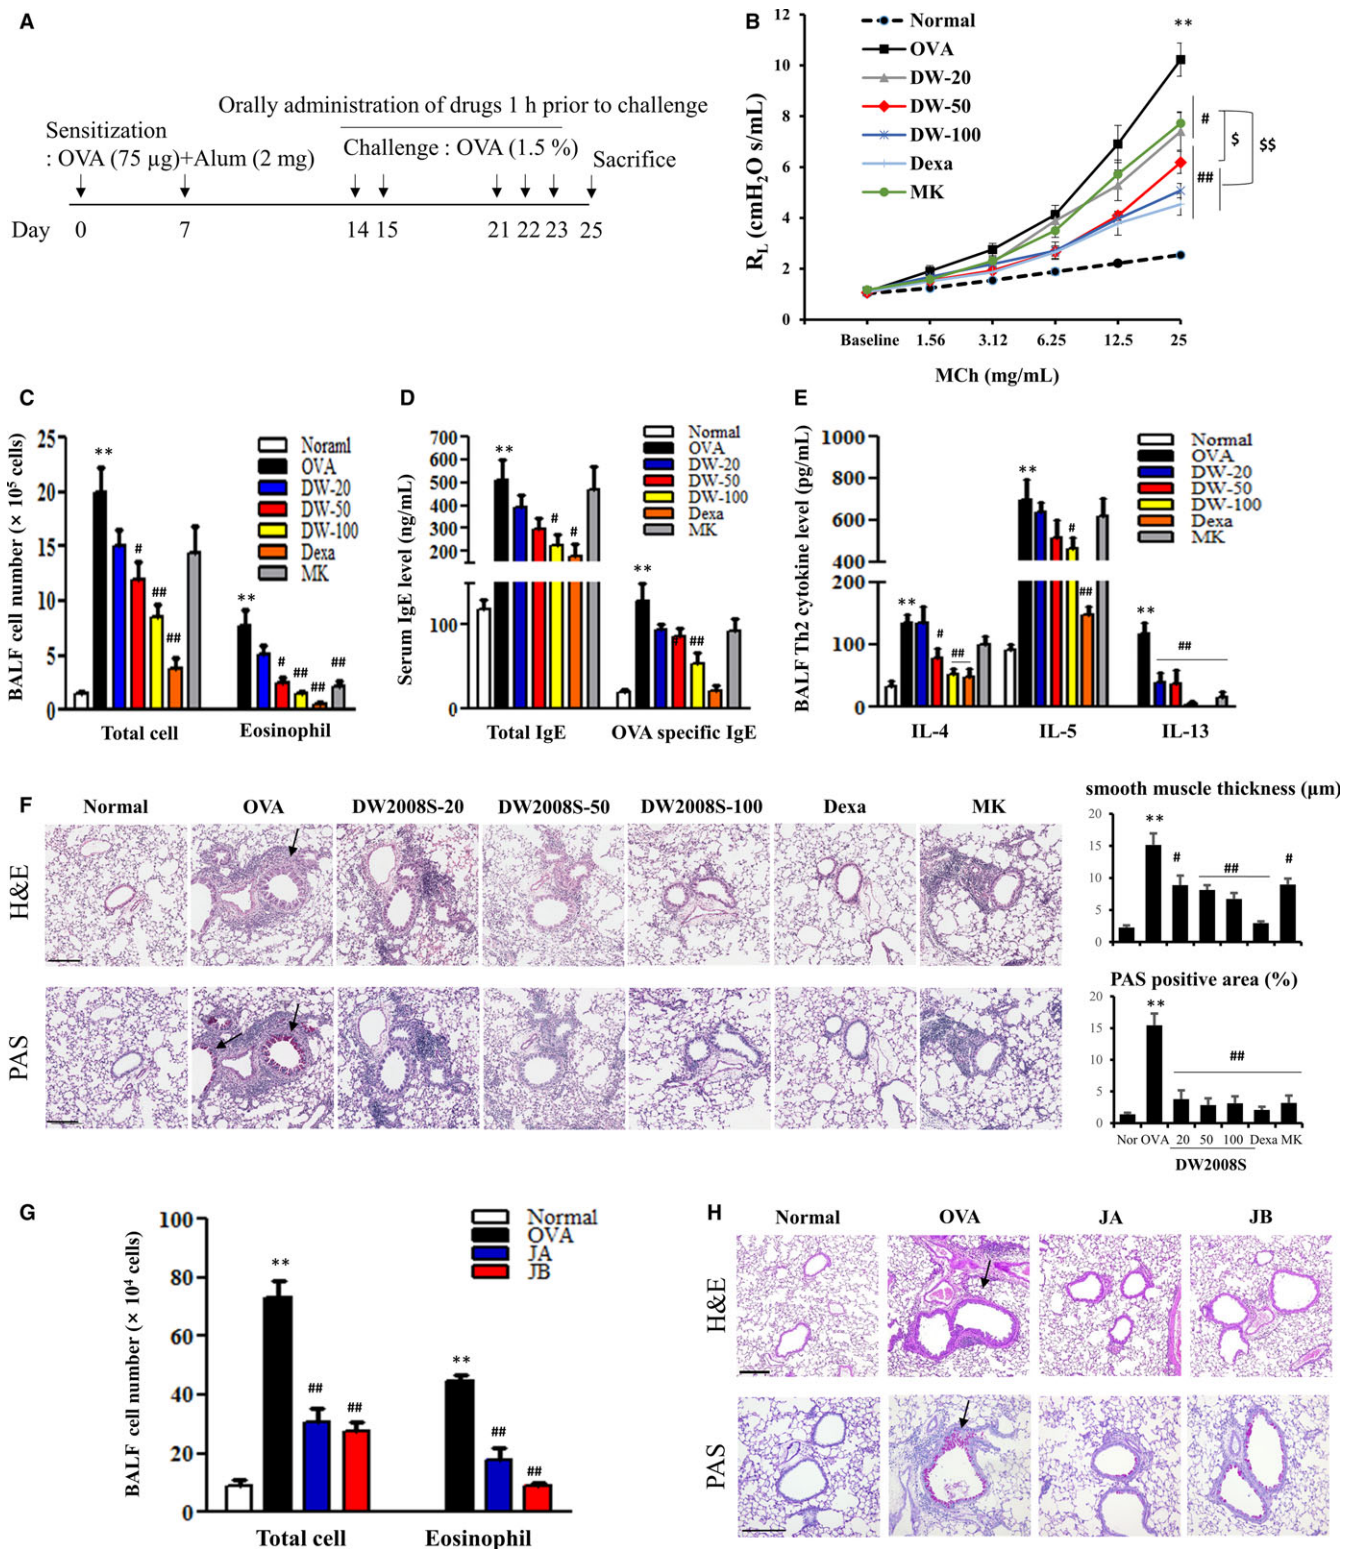 A
Orally administration of drugs 1 h prior to challenge
Sensitization
: OVA (75 µg)+Alum (2 mg)
Challenge : OVA (1.5 %)
Sacrifice
Day 0 7 14 15 21 22 23 25
B
Normal
OVA
DW-20
DW-50
DW-100
Dexa
MK
R_L (cmH₂O s/mL)
12
10
8
6
4
2
0
**
#
##
$
$$
Baseline 1.56 3.12 6.25 12.5 25
MCh (mg/mL)
C
BALF cell number (× 10⁵ cells)
25
20
15
10
5
0
Noraml
OVA
DW-20
DW-50
DW-100
Dexa
MK
** # ## ##
** # ## ## ##
Total cell Eosinophil
D
Serum IgE level (ng/mL)
700
600
500
400
300
200
100
0
Normal
OVA
DW-20
DW-50
DW-100
Dexa
MK
** # #
** ##
Total IgE OVA specific IgE
E
BALF Th2 cytokine level (pg/mL)
1000
800
600
400
200
100
0
Normal
OVA
DW-20
DW-50
DW-100
Dexa
MK
** # ##
** # ##
** ##
IL-4 IL-5 IL-13
F
Normal OVA DW2008S-20 DW2008S-50 DW2008S-100 Dexa MK
H&E
PAS
smooth muscle thickness (µm)
20
15
10
5
0
** # ## #
PAS positive area (%)
20
15
10
5
0
** ##
Nor OVA 20 50 100 Dexa MK
DW2008S
G
BALF cell number (× 10⁴ cells)
100
80
60
40
20
0
Normal
OVA
JA
JB
** ## ##
** ## ##
Total cell Eosinophil
H
Normal OVA JA JB
H&E
PAS